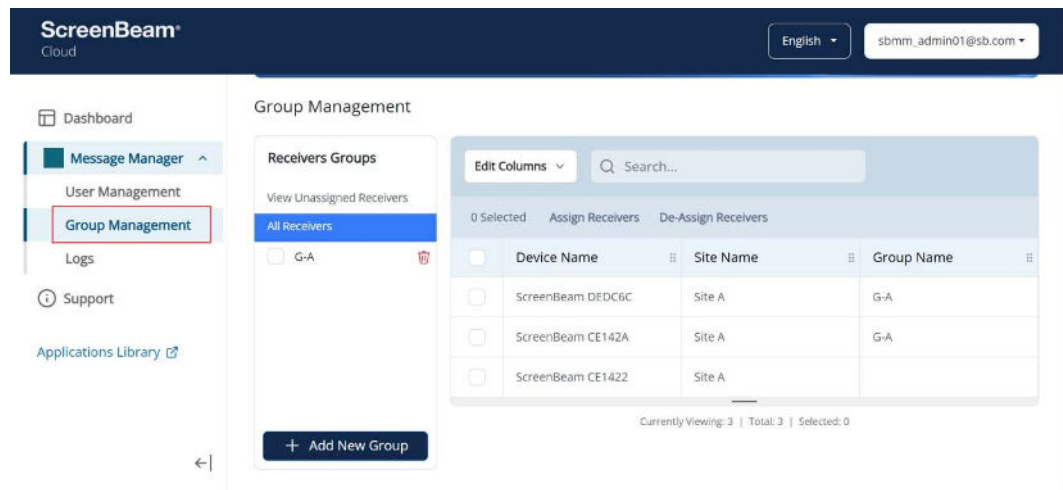 ScreenBeam®
Cloud
English
sbmm_admin01@sb.com
Dashboard
Message Manager
User Management
Group Management
Logs
Support
Applications Library
Group Management
Receivers Groups
View Unassigned Receivers
All Receivers
G-A
+ Add New Group
Edit Columns
Search...
0 Selected Assign Receivers De-Assign Receivers
Device Name Site Name Group Name
ScreenBeam DEDC6C Site A G-A
ScreenBeam CE142A Site A G-A
ScreenBeam CE1422 Site A
Currently Viewing: 3 | Total: 3 | Selected: 0